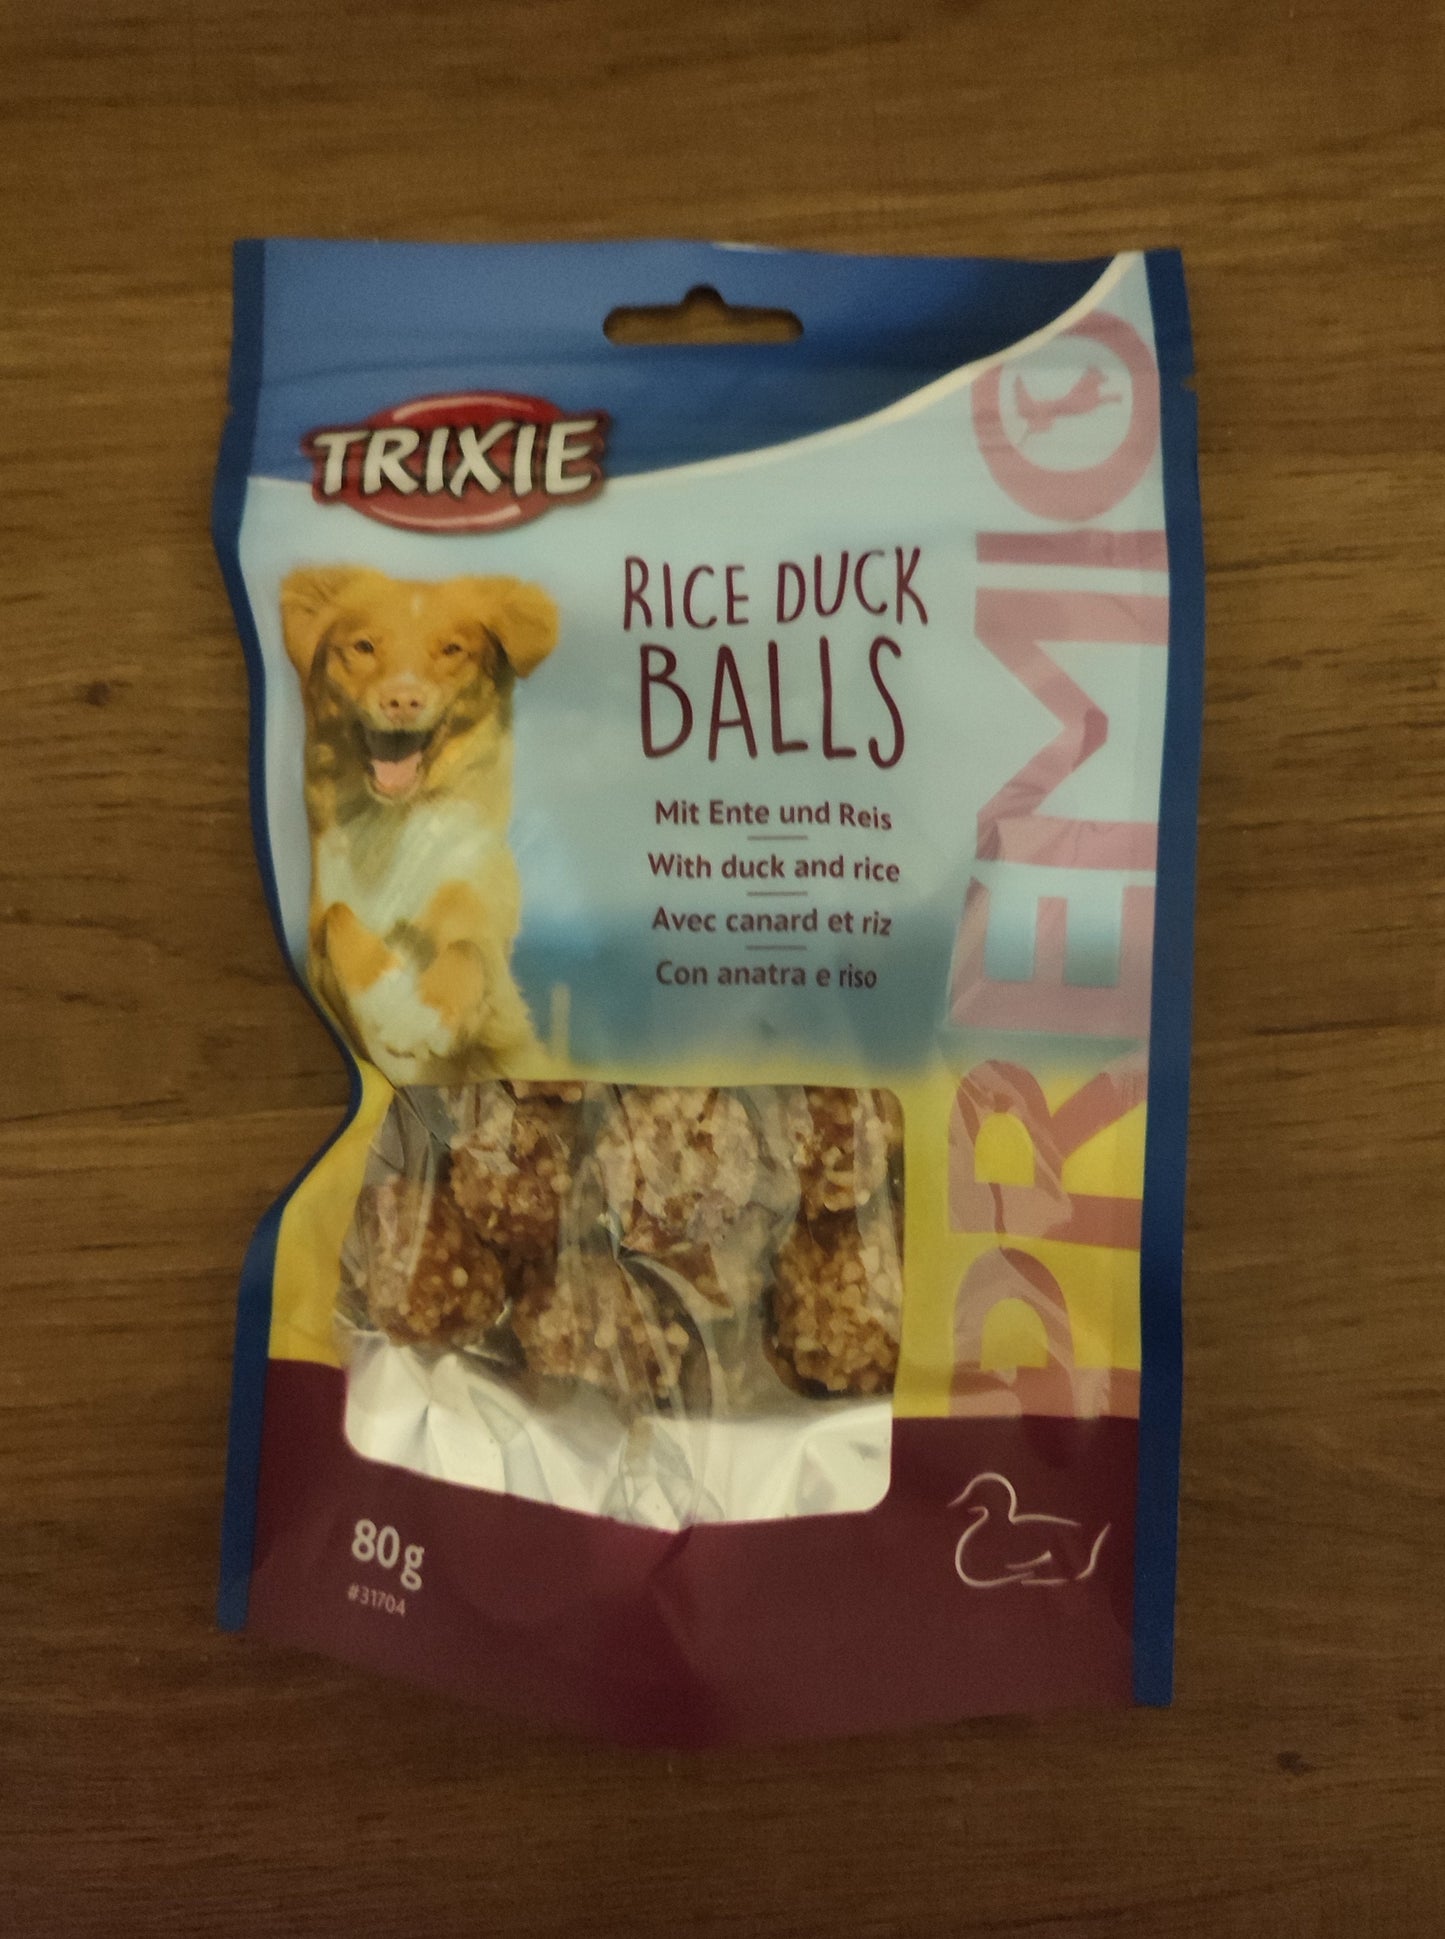 TRIXIE
RICE DUCK
BALLS
Mit Ente und Reis
With duck and rice
Avec canard et riz
Con anatra e riso
PREMIO
80g
#31704